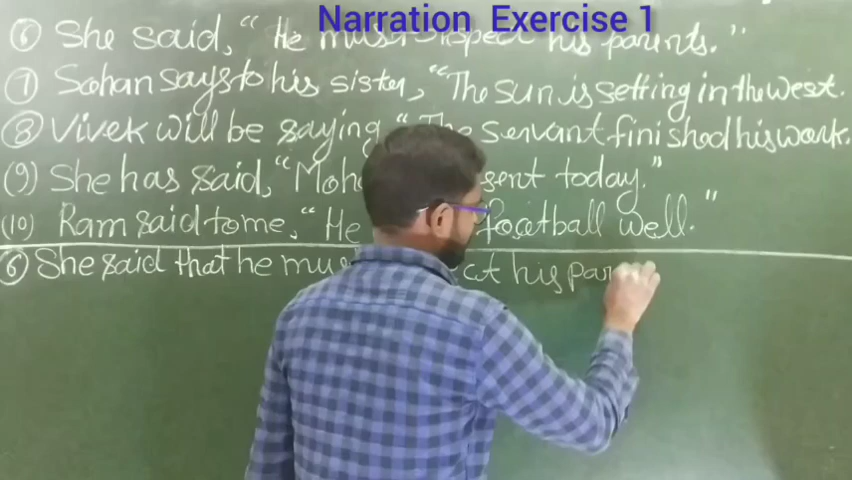 Narration Exercise 1
⑥ She said, “He must respect his parents.”
⑦ Sohan says to his sister, “The sun is setting in the west.
⑧ Vivek will be saying “The servant finished his work.
(9) She has said, “Moh sent today.”
(10) Ram said to me, “He football well.”
⑥ She said that he mus ct his par